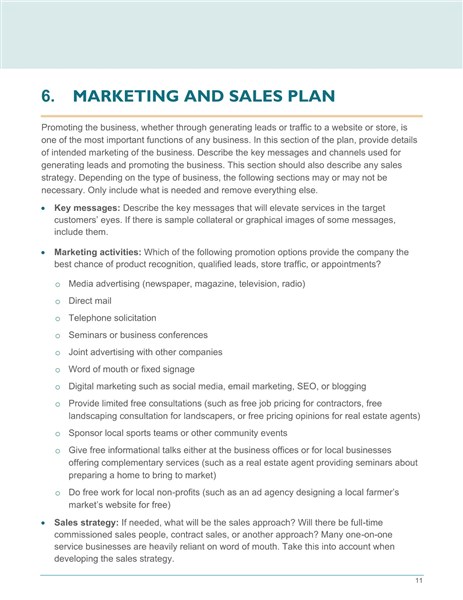 6. MARKETING AND SALES PLAN
Promoting the business, whether through generating leads or traffic to a website or store, is
one of the most important functions of any business. In this section of the plan, provide details
of intended marketing of the business. Describe the key messages and channels used for
generating leads and promoting the business. This section should also describe any sales
strategy. Depending on the type of business, the following sections may or may not be
necessary. Only include what is needed and remove everything else.
• Key messages: Describe the key messages that will elevate services in the target
customers' eyes. If there is sample collateral or graphical images of some messages,
include them.
• Marketing activities: Which of the following promotion options provide the company the
best chance of product recognition, qualified leads, store traffic, or appointments?
o Media advertising (newspaper, magazine, television, radio)
o Direct mail
o Telephone solicitation
o Seminars or business conferences
o Joint advertising with other companies
o Word of mouth or fixed signage
o Digital marketing such as social media, email marketing, SEO, or blogging
o Provide limited free consultations (such as free job pricing for contractors, free
landscaping consultation for landscapers, or free pricing opinions for real estate agents)
o Sponsor local sports teams or other community events
o Give free informational talks either at the business offices or for local businesses
offering complementary services (such as a real estate agent providing seminars about
preparing a home to bring to market)
o Do free work for local non-profits (such as an ad agency designing a local farmer's
market's website for free)
• Sales strategy: If needed, what will be the sales approach? Will there be full-time
commissioned sales people, contract sales, or another approach? Many one-on-one
service businesses are heavily reliant on word of mouth. Take this into account when
developing the sales strategy.
11